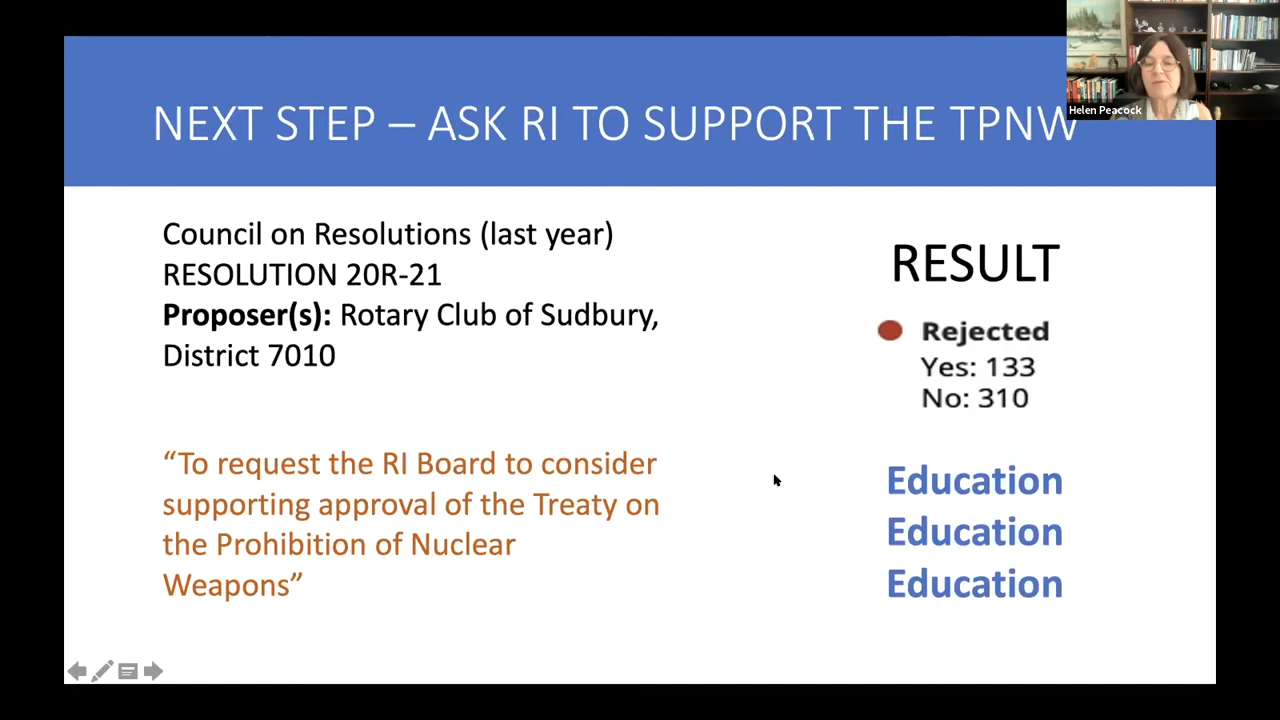 NEXT STEP – ASK RI TO SUPPORT THE TPNW
Helen Peacock
Council on Resolutions (last year)
RESOLUTION 20R-21
Proposer(s): Rotary Club of Sudbury,
District 7010
“To request the RI Board to consider
supporting approval of the Treaty on
the Prohibition of Nuclear
Weapons”
RESULT
Rejected
Yes: 133
No: 310
Education
Education
Education